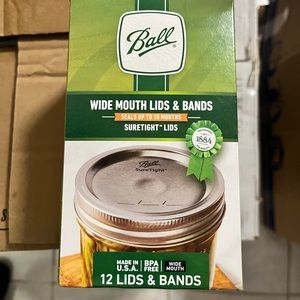 Ball
WIDE MOUTH LIDS & BANDS
SEALS UP TO 18 MONTHS
SURETIGHT™ LIDS
1884
Ball
SureTight™
MADE IN
U.S.A.
BPA
FREE
WIDE
MOUTH
12 LIDS & BANDS